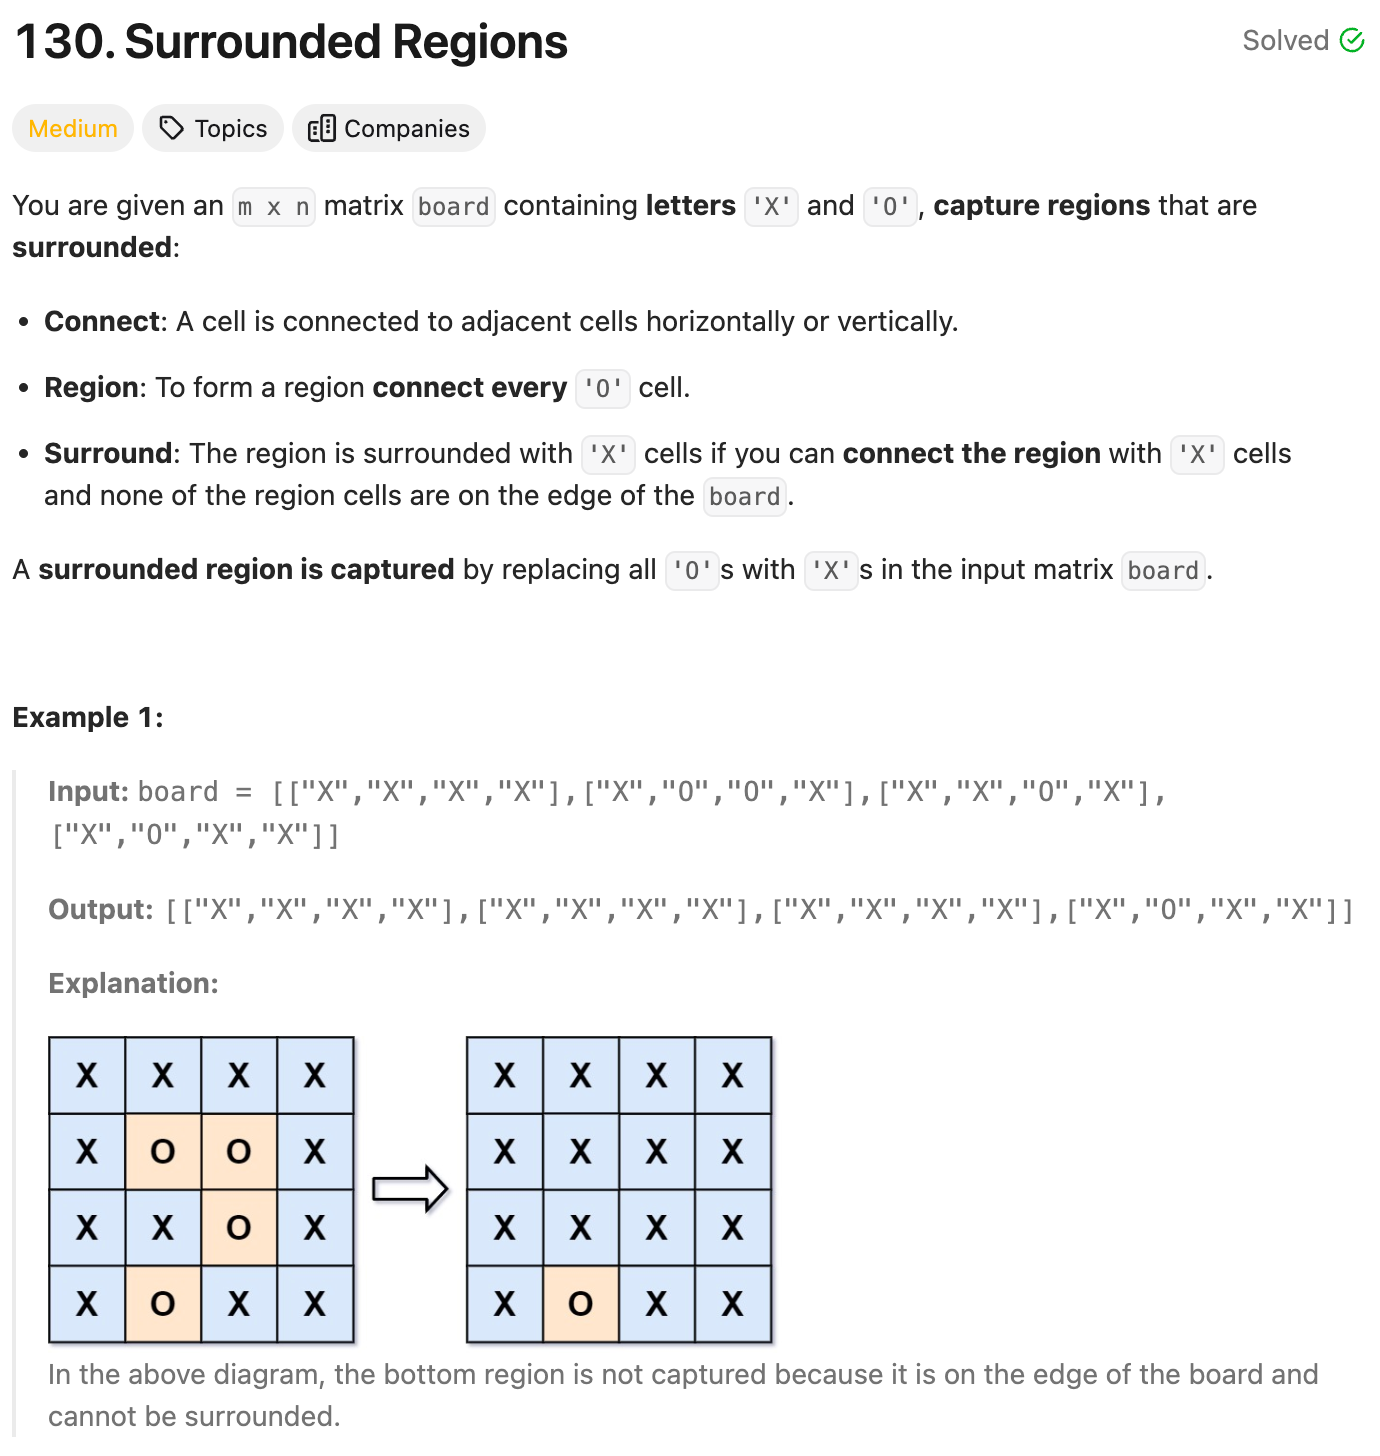 130. Surrounded Regions
Solved
Medium
Topics
Companies
You are given an m x n matrix board containing letters 'X' and 'O', capture regions that are
surrounded:
• Connect: A cell is connected to adjacent cells horizontally or vertically.
• Region: To form a region connect every 'O' cell.
• Surround: The region is surrounded with 'X' cells if you can connect the region with 'X' cells
and none of the region cells are on the edge of the board.
A surrounded region is captured by replacing all 'O's with 'X's in the input matrix board.
Example 1:
Input: board = [["X","X","X","X"],["X","O","O","X"],["X","X","O","X"],
["X","O","X","X"]]
Output: [["X","X","X","X"],["X","X","X","X"],["X","X","X","X"],["X","O","X","X"]]
Explanation:
X X X X X X X X
X O O X X X X X
X X O X X X X X
X O X X X O X X
In the above diagram, the bottom region is not captured because it is on the edge of the board and
cannot be surrounded.